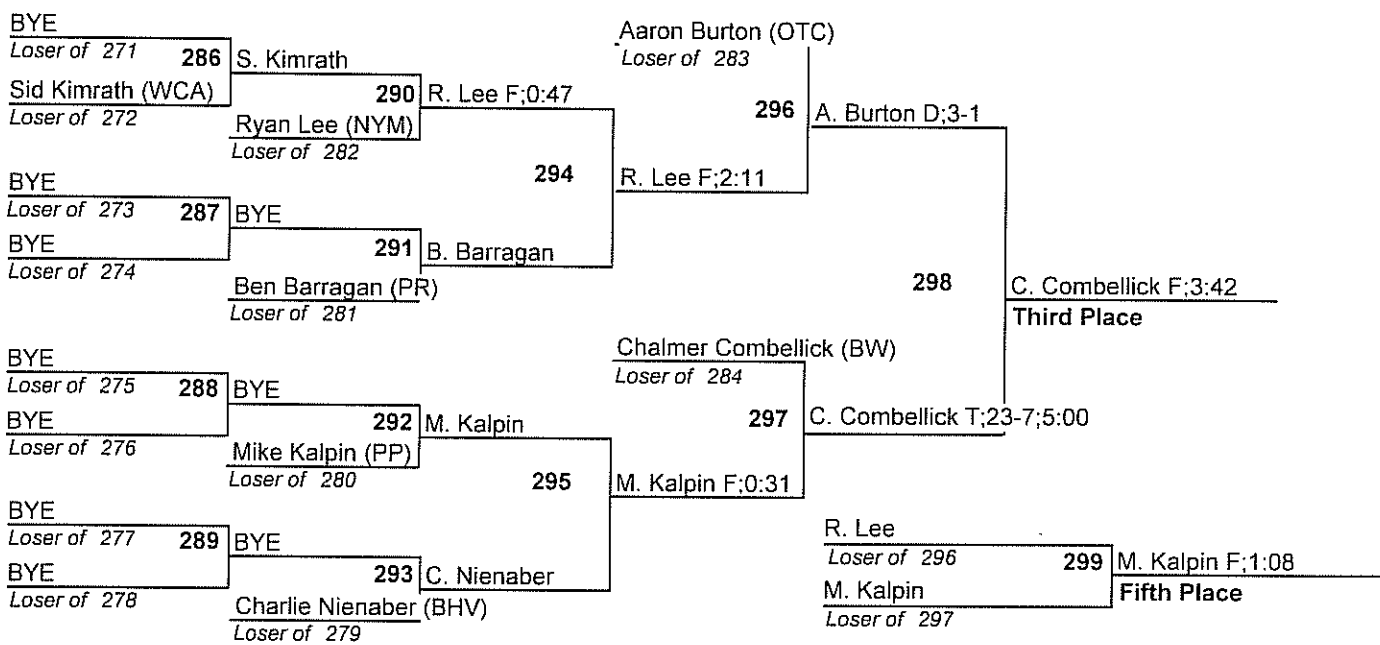 BYE
Loser of 271
286
S. Kimrath
Sid Kimrath (WCA)
Loser of 272
290
R. Lee F;0:47
Ryan Lee (NYM)
Loser of 282
BYE
Loser of 273
287
BYE
BYE
Loser of 274
291
B. Barragan
Ben Barragan (PR)
Loser of 281
294
R. Lee F;2:11
Aaron Burton (OTC)
Loser of 283
296
A. Burton D;3-1
BYE
Loser of 275
288
BYE
BYE
Loser of 276
292
M. Kalpin
Mike Kalpin (PP)
Loser of 280
BYE
Loser of 277
289
BYE
BYE
Loser of 278
293
C. Nienaber
Charlie Nienaber (BHV)
Loser of 279
295
M. Kalpin F;0:31
Chalmer Combellick (BW)
Loser of 284
297
C. Combellick T;23-7;5:00
298
C. Combellick F;3:42
Third Place
R. Lee
Loser of 296
299
M. Kalpin F;1:08
M. Kalpin
Fifth Place
Loser of 297